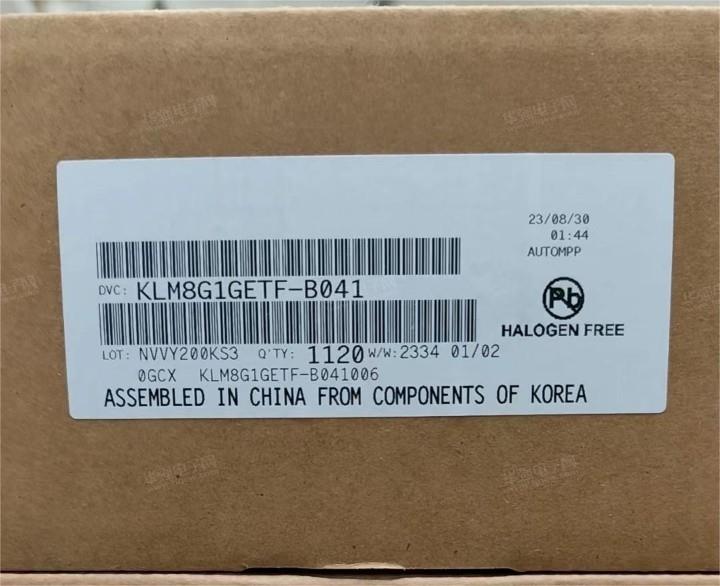 23/08/30
01:44
AUTOMPP
DVC: KLM8G1GETF-B041
Pb
HALOGEN FREE
LOT: NVVY200KS3 Q'TY: 1120 W/W:2334 01/02
0GCX KLM8G1GETF-B041006
ASSEMBLED IN CHINA FROM COMPONENTS OF KOREA